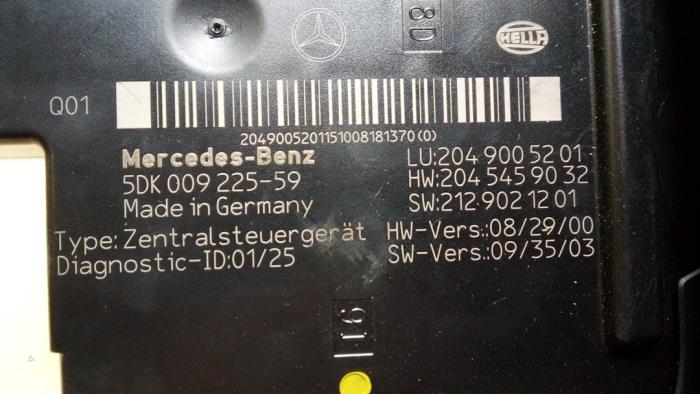 8D
HELLA
Q01
2049005201151008181370(0)
Mercedes-Benz LU:204 900 52 01
5DK 009 225-59 HW:204 545 90 32
Made in Germany SW:212 902 12 01
Type: Zentralsteuergerät HW-Vers.:08/29/00
Diagnostic-ID:01/25 SW-Vers.:09/35/03
16